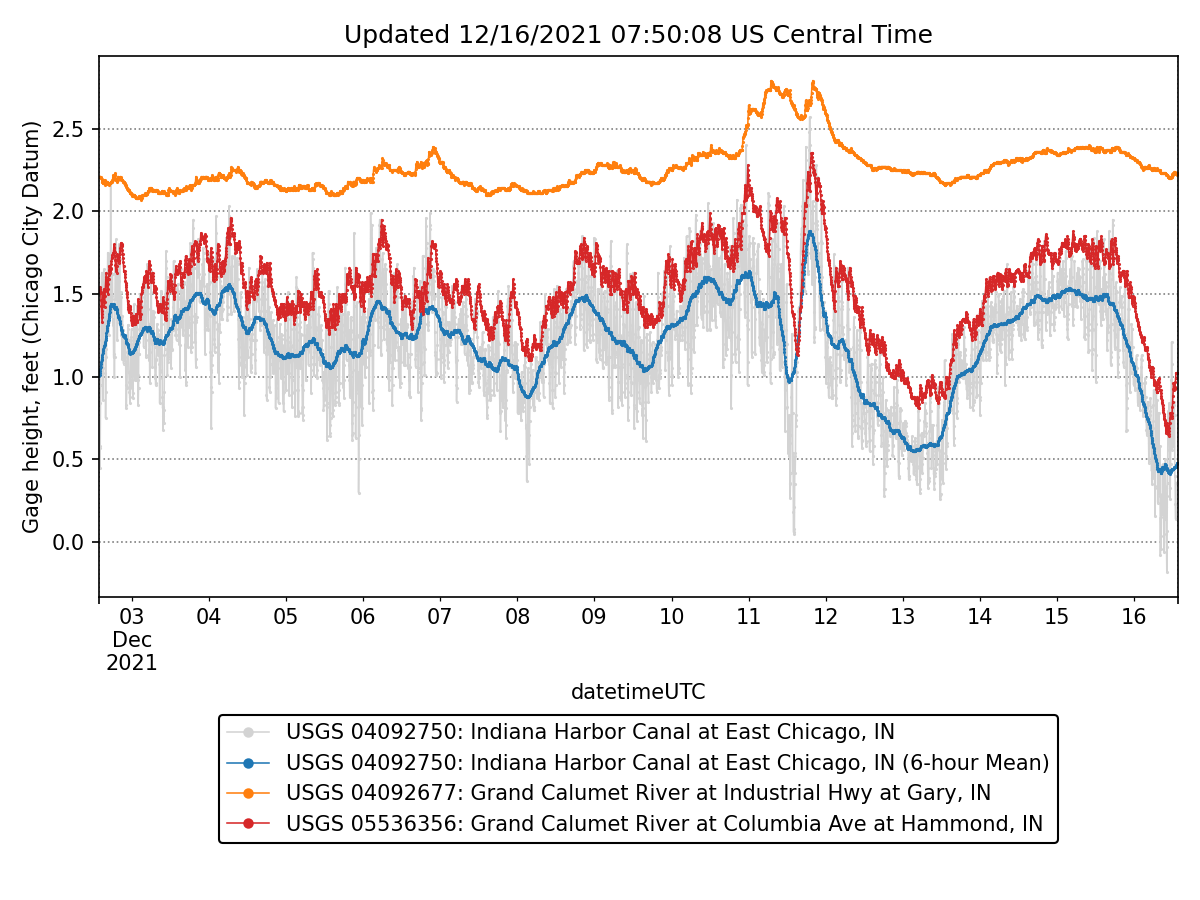 Updated 12/16/2021 07:50:08 US Central Time
Gage height, feet (Chicago City Datum)
2.5
2.0
1.5
1.0
0.5
0.0
03 04 05 06 07 08 09 10 11 12 13 14 15 16
Dec
2021
datetimeUTC
USGS 04092750: Indiana Harbor Canal at East Chicago, IN
USGS 04092750: Indiana Harbor Canal at East Chicago, IN (6-hour Mean)
USGS 04092677: Grand Calumet River at Industrial Hwy at Gary, IN
USGS 05536356: Grand Calumet River at Columbia Ave at Hammond, IN